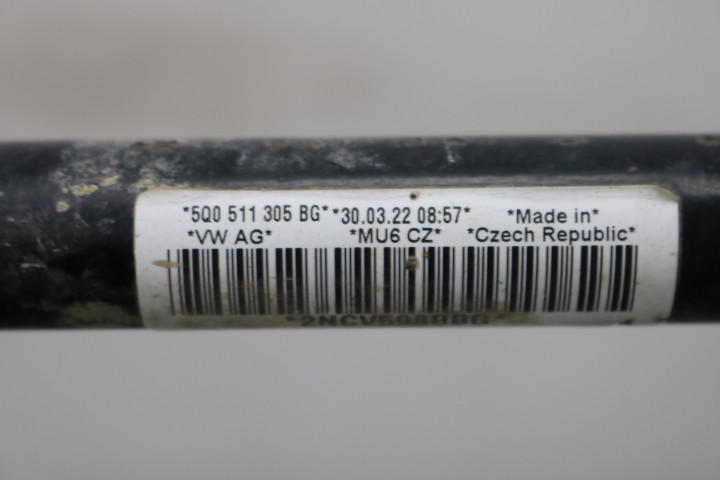 *5Q0 511 305 BG* *30.03.22 08:57* *Made in*
*VW AG* *MU6 CZ* *Czech Republic*